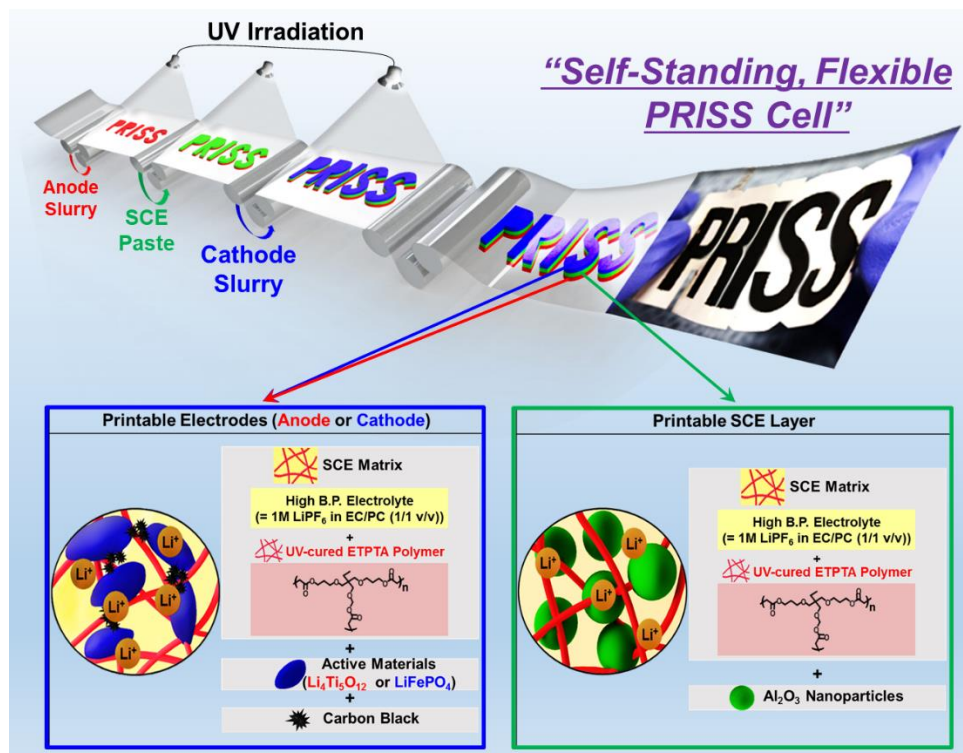 UV Irradiation
“Self-Standing, Flexible
PRISS Cell”
PRISS
PRISS
PRISS
PRISS
PRISS
Anode
Slurry
SCE
Paste
Cathode
Slurry
Printable Electrodes (Anode or Cathode)
SCE Matrix
High B.P. Electrolyte
(= 1M LiPF6 in EC/PC (1/1 v/v))
+
UV-cured ETPTA Polymer
O O O O O O O O n
+
Active Materials
(Li4Ti5O12 or LiFePO4)
+
Carbon Black
Li+
Li+
Li+
Li+
Li+
Li+
Printable SCE Layer
SCE Matrix
High B.P. Electrolyte
(= 1M LiPF6 in EC/PC (1/1 v/v))
+
UV-cured ETPTA Polymer
O O O O O O O O n
+
Al2O3 Nanoparticles
Li+
Li+
Li+
Li+
Li+